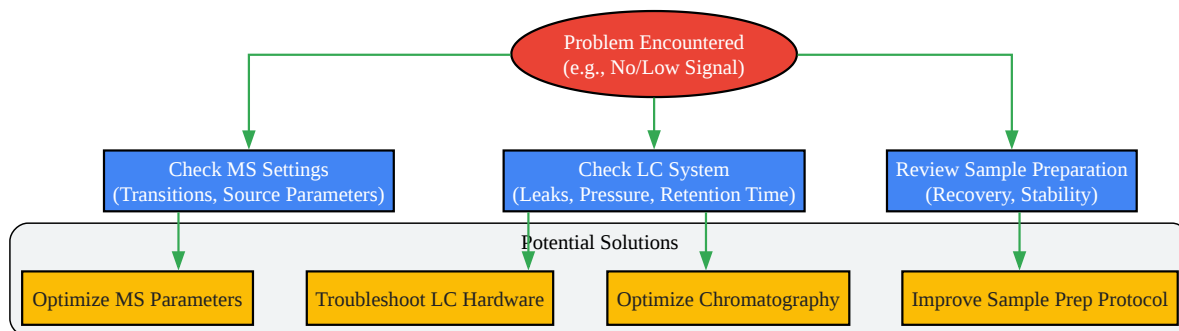 Problem Encountered
(e.g., No/Low Signal)
Check MS Settings
(Transitions, Source Parameters)
Check LC System
(Leaks, Pressure, Retention Time)
Review Sample Preparation
(Recovery, Stability)
Potential Solutions
Optimize MS Parameters
Troubleshoot LC Hardware
Optimize Chromatography
Improve Sample Prep Protocol